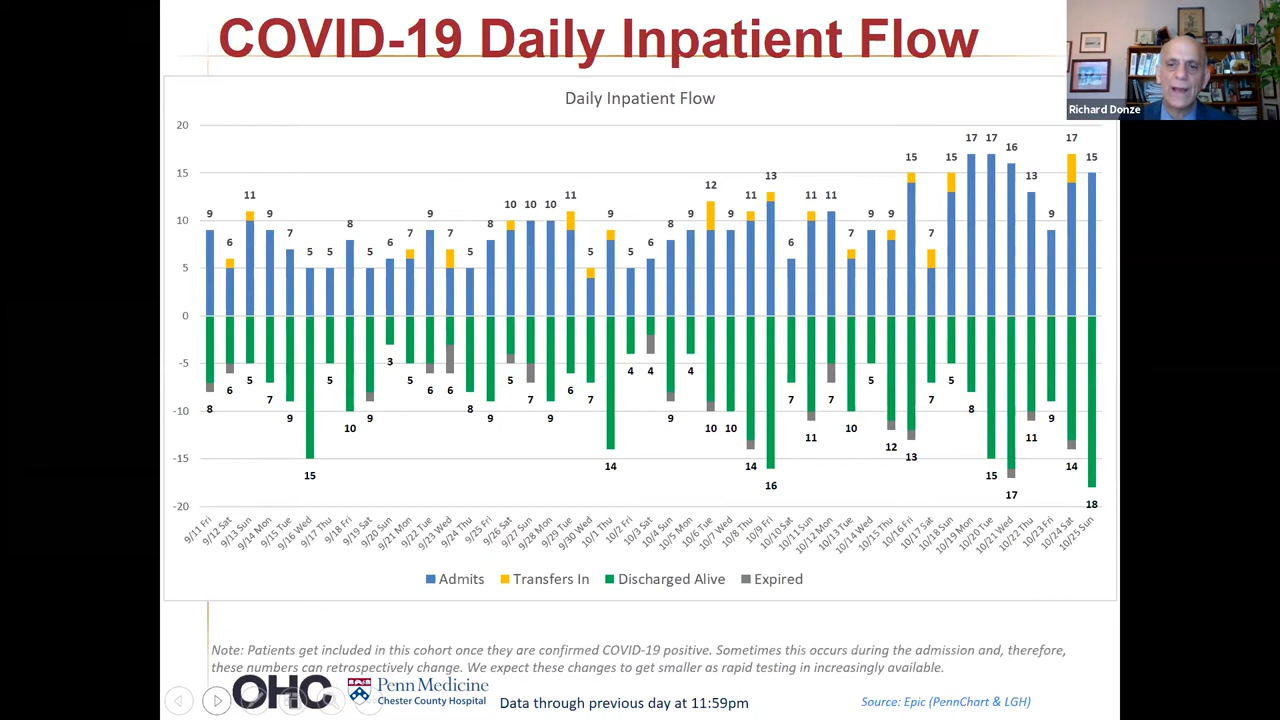 COVID-19 Daily Inpatient Flow
Richard Donze
Daily Inpatient Flow
20
15
10
5
0
-5
-10
-15
-20
9 6 11 9 7 5 5 8 5 6 7 9 7 5 8 10 10 10 11 5 9 5 6 8 9 12 9 11 13 6 11 11 7 9 9 15 7 15 17 17 16 13 9 17 15
8 6 5 7 9 15 5 10 9 3 5 6 6 8 9 5 7 9 6 7 14 4 4 9 4 10 10 14 16 7 11 7 10 5 12 13 7 5 8 15 17 11 9 14 18
9/11 Fri
9/12 Sat
9/13 Sun
9/14 Mon
9/15 Tue
9/16 Wed
9/17 Thu
9/18 Fri
9/19 Sat
9/20 Sun
9/21 Mon
9/22 Tue
9/23 Wed
9/24 Thu
9/25 Fri
9/26 Sat
9/27 Sun
9/28 Mon
9/29 Tue
9/30 Wed
10/1 Thu
10/2 Fri
10/3 Sat
10/4 Sun
10/5 Mon
10/6 Tue
10/7 Wed
10/8 Thu
10/9 Fri
10/10 Sat
10/11 Sun
10/12 Mon
10/13 Tue
10/14 Wed
10/15 Thu
10/16 Fri
10/17 Sat
10/18 Sun
10/19 Mon
10/20 Tue
10/21 Wed
10/22 Thu
10/23 Fri
10/24 Sat
10/25 Sun
Admits Transfers In Discharged Alive Expired
Note: Patients get included in this cohort once they are confirmed COVID-19 positive. Sometimes this occurs during the admission and, therefore,
these numbers can retrospectively change. We expect these changes to get smaller as rapid testing in increasingly available.
OHC
Penn Medicine
Chester County Hospital
Data through previous day at 11:59pm
Source: Epic (PennChart & LGH)